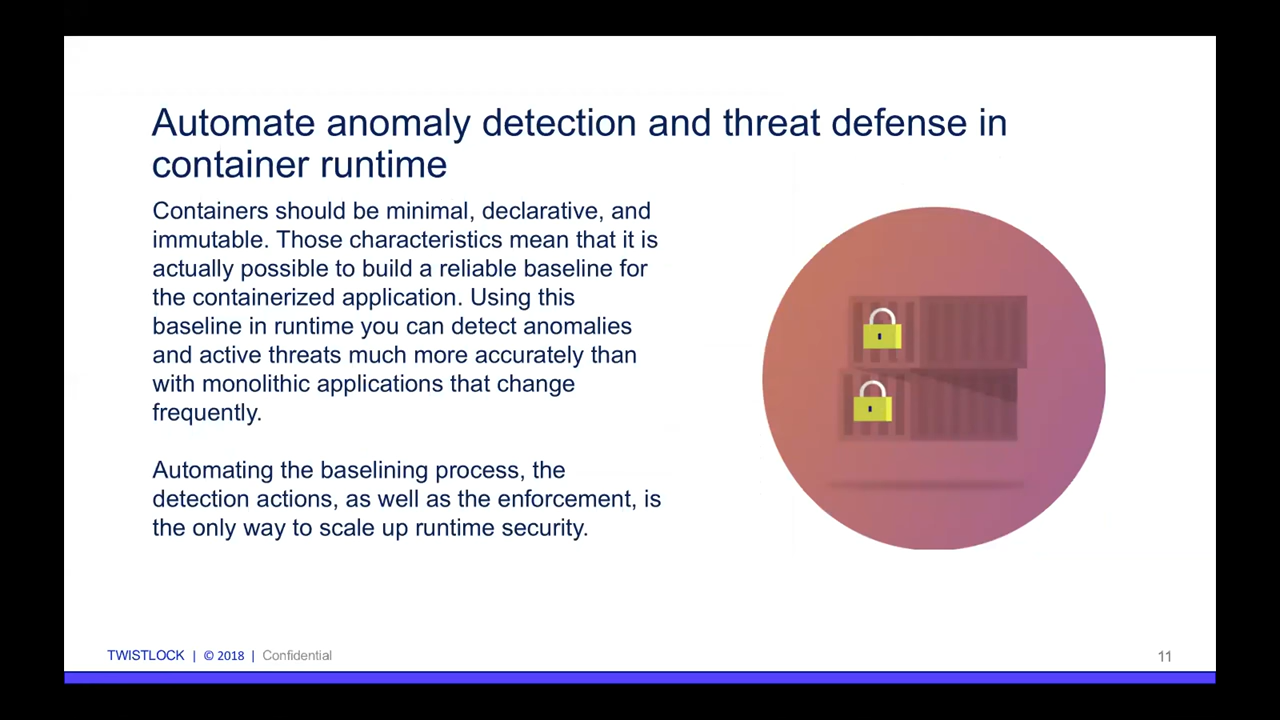 Automate anomaly detection and threat defense in
container runtime
Containers should be minimal, declarative, and
immutable. Those characteristics mean that it is
actually possible to build a reliable baseline for
the containerized application. Using this
baseline in runtime you can detect anomalies
and active threats much more accurately than
with monolithic applications that change
frequently.
Automating the baselining process, the
detection actions, as well as the enforcement, is
the only way to scale up runtime security.
TWISTLOCK | © 2018 | Confidential
11